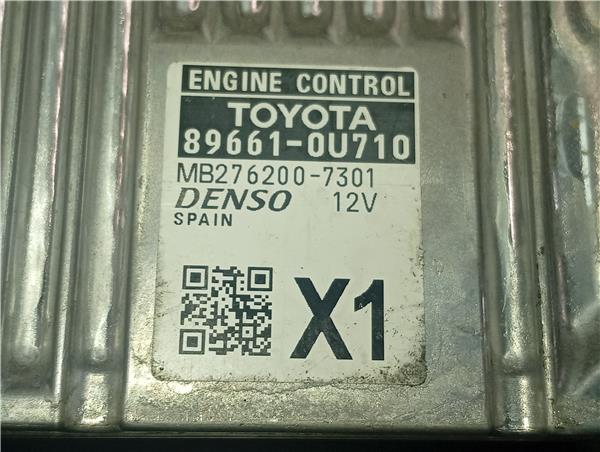 ENGINE CONTROL
TOYOTA
89661-0U710
MB276200-7301
DENSO 12V
SPAIN
X1